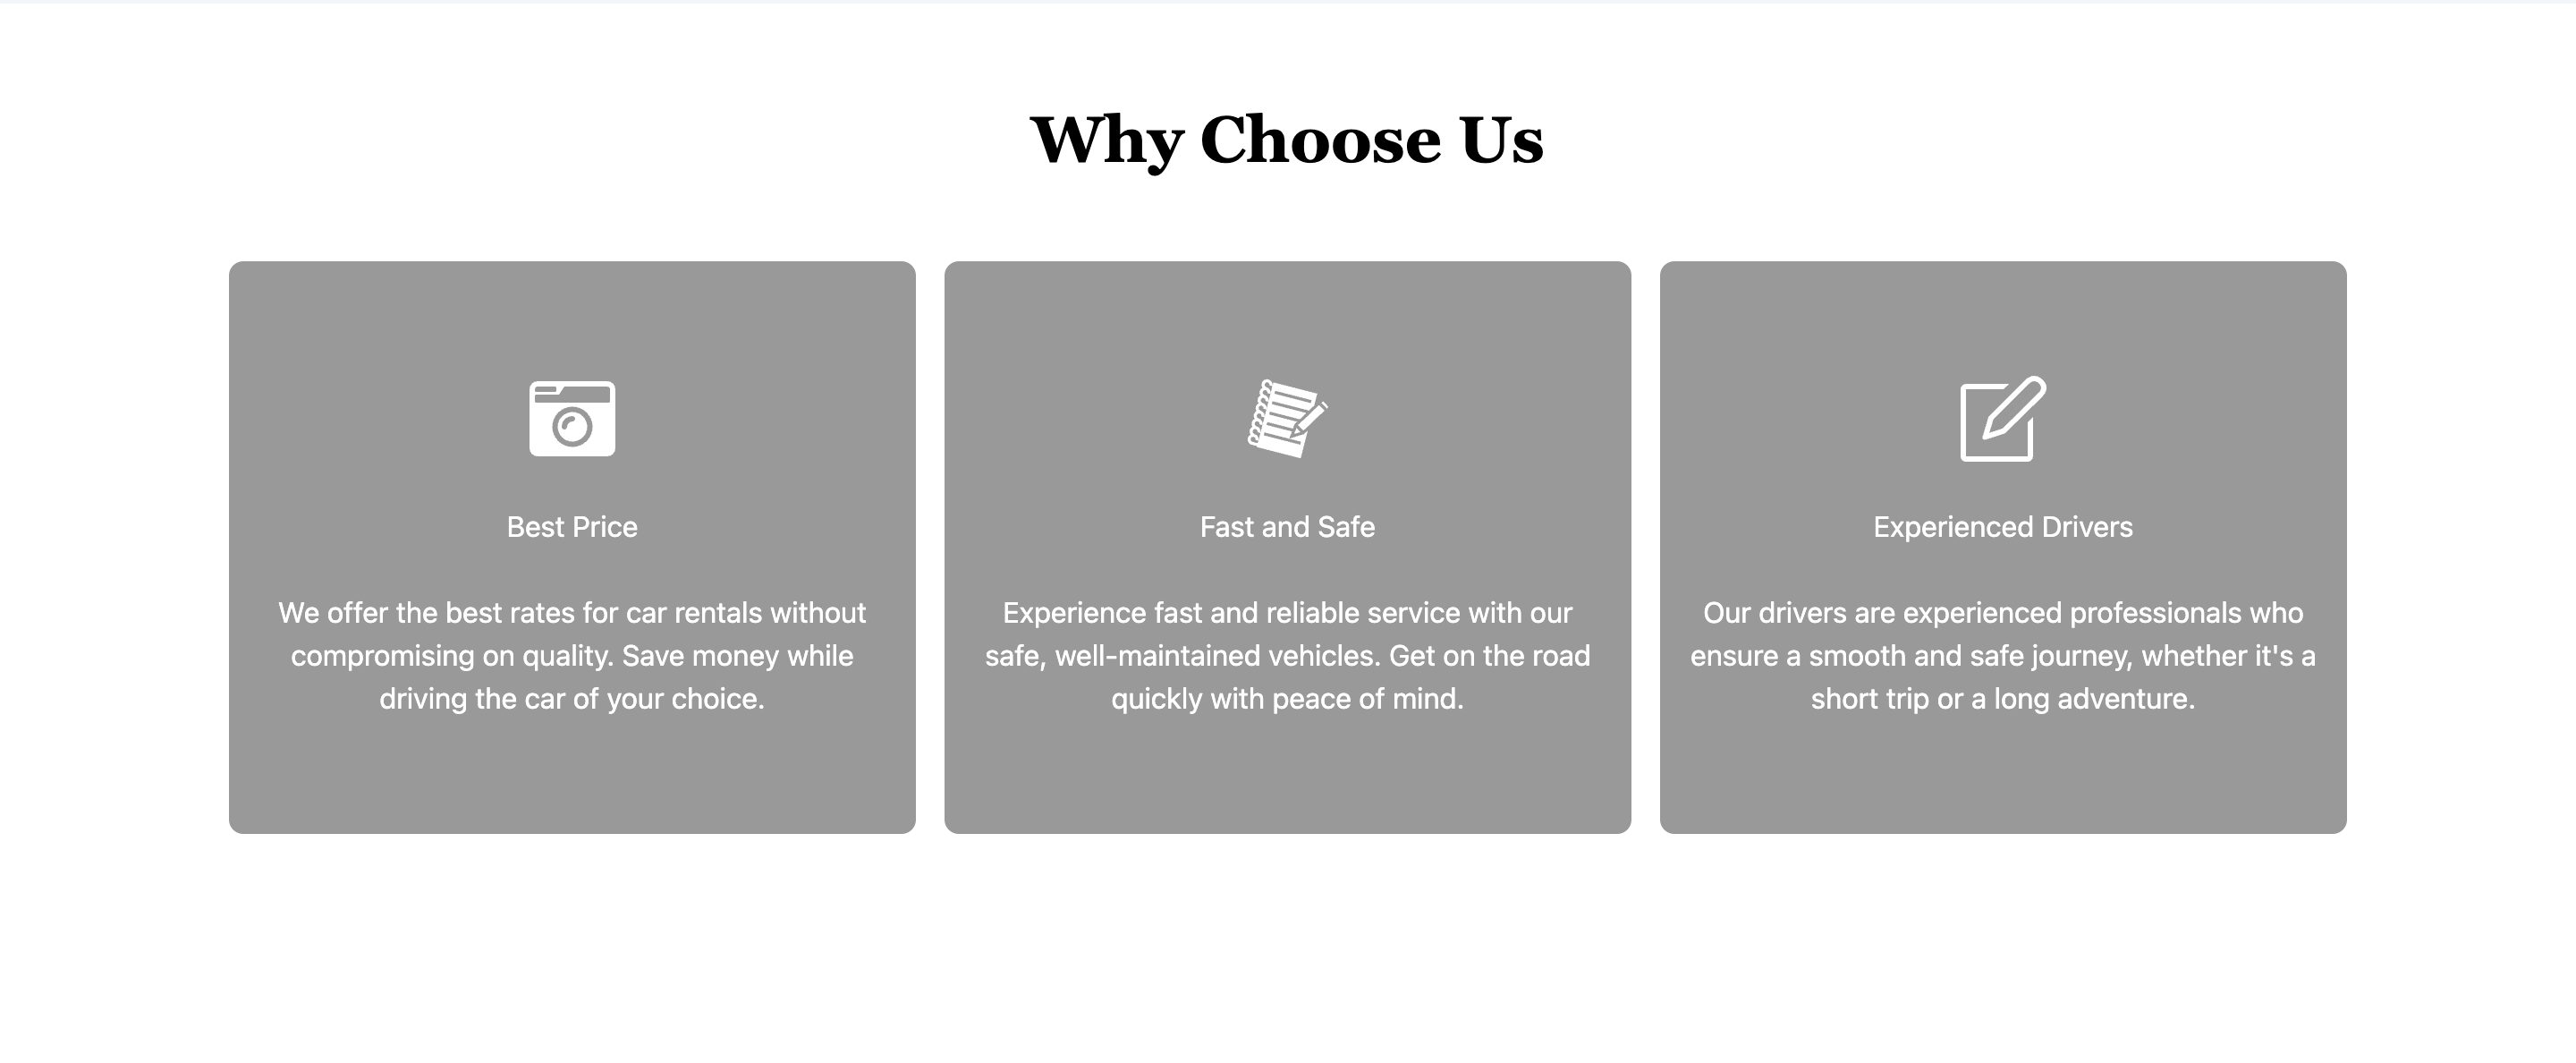 Why Choose Us
Best Price
We offer the best rates for car rentals without
compromising on quality. Save money while
driving the car of your choice.
Fast and Safe
Experience fast and reliable service with our
safe, well-maintained vehicles. Get on the road
quickly with peace of mind.
Experienced Drivers
Our drivers are experienced professionals who
ensure a smooth and safe journey, whether it's a
short trip or a long adventure.